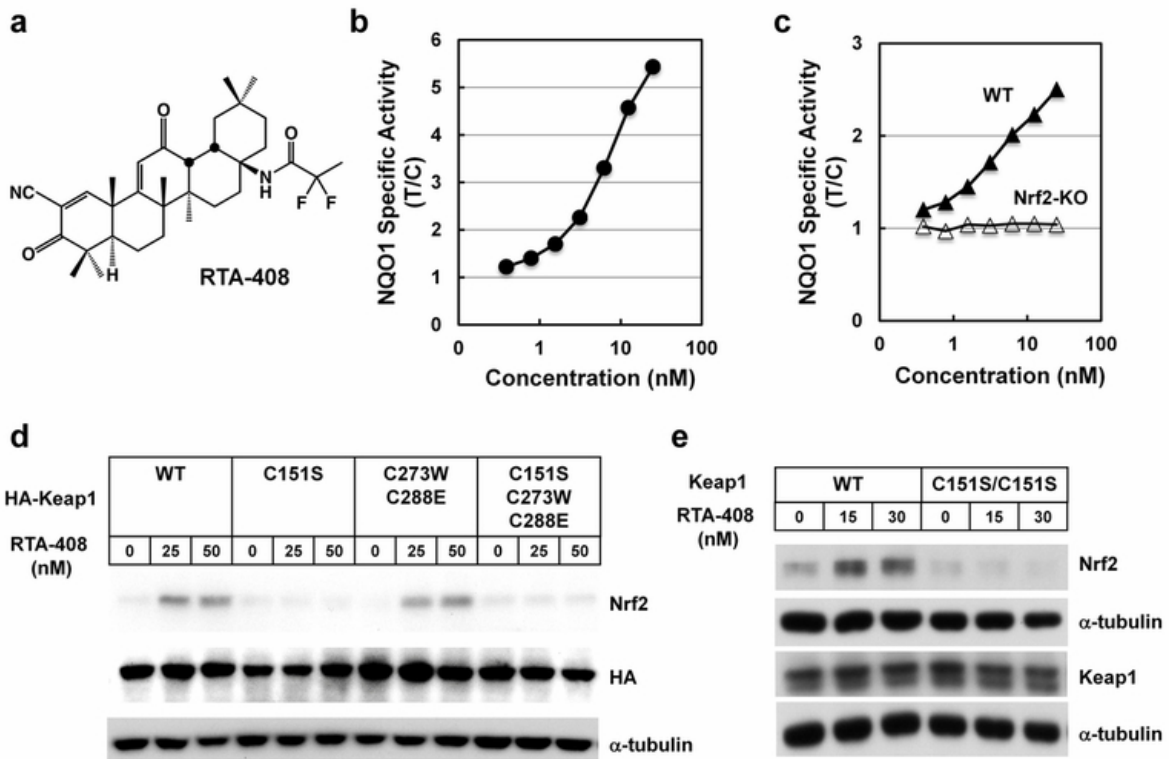 a
O
O
NC
N
H
F
F
O
H
RTA-408
b
NQO1 Specific Activity
(T/C)
6
5
4
3
2
1
0
0
1
10
100
Concentration (nM)
c
NQO1 Specific Activity
(T/C)
3
2
1
0
WT
Nrf2-KO
0
1
10
100
Concentration (nM)
d
HA-Keap1
WT
C151S
C273W
C288E
C151S
C273W
C288E
RTA-408
(nM)
0 25 50 0 25 50 0 25 50 0 25 50
Nrf2
HA
α-tubulin
e
Keap1
WT
C151S/C151S
RTA-408
(nM)
0 15 30 0 15 30
Nrf2
α-tubulin
Keap1
α-tubulin